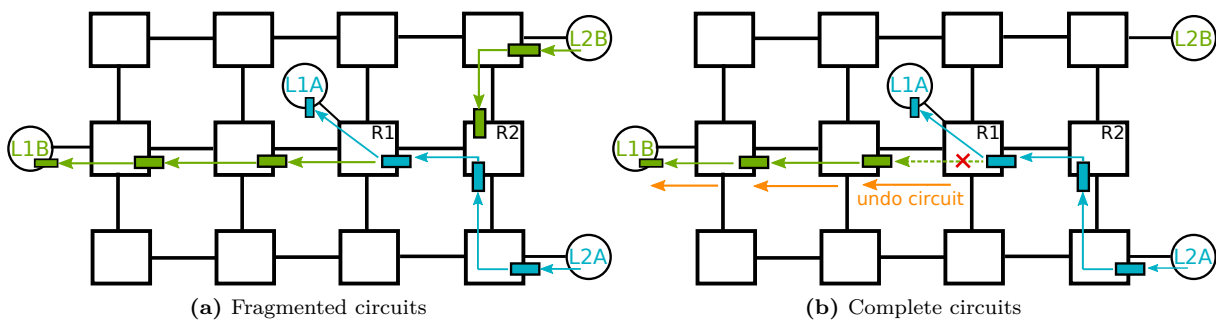 L2B
L2B
L1A
L1A
R1
R2
R1
R2
L1B
L1B
undo circuit
L2A
L2A
(a) Fragmented circuits
(b) Complete circuits